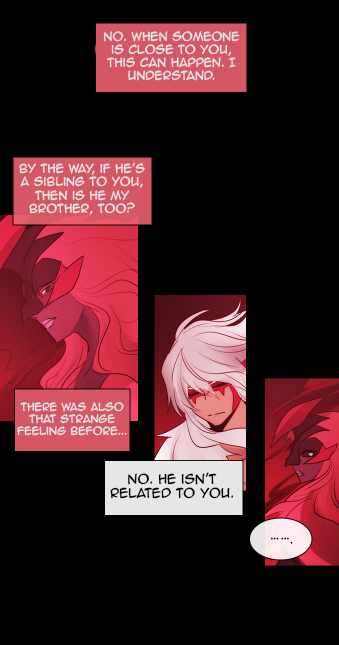 NO. WHEN SOMEONE
IS CLOSE TO YOU,
THIS CAN HAPPEN. I
UNDERSTAND.
BY THE WAY, IF HE'S
A SIBLING TO YOU,
THEN IS HE MY
BROTHER, TOO?
THERE WAS ALSO
THAT STRANGE
FEELING BEFORE...
NO. HE ISN'T
RELATED TO YOU.
... ...,